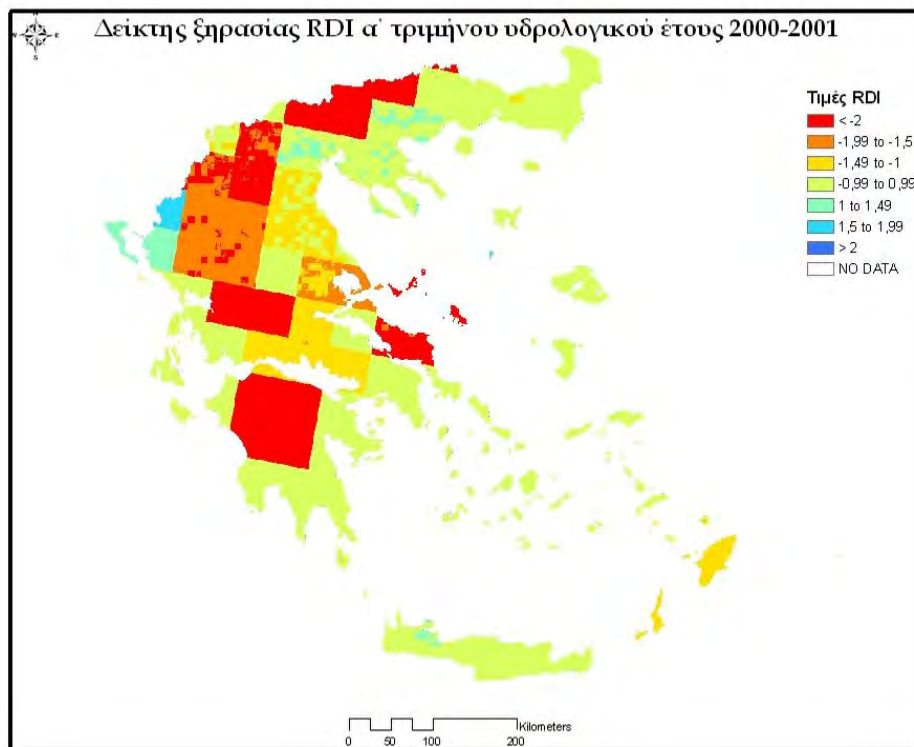 Δείκτης ξηρασίας RDI α΄ τριμήνου υδρολογικού έτους 2000-2001
N
W E
S
Τιμές RDI
< -2
-1,99 to -1,5
-1,49 to -1
-0,99 to 0,99
1 to 1,49
1,5 to 1,99
> 2
NO DATA
Kilometers
0 50 100 200